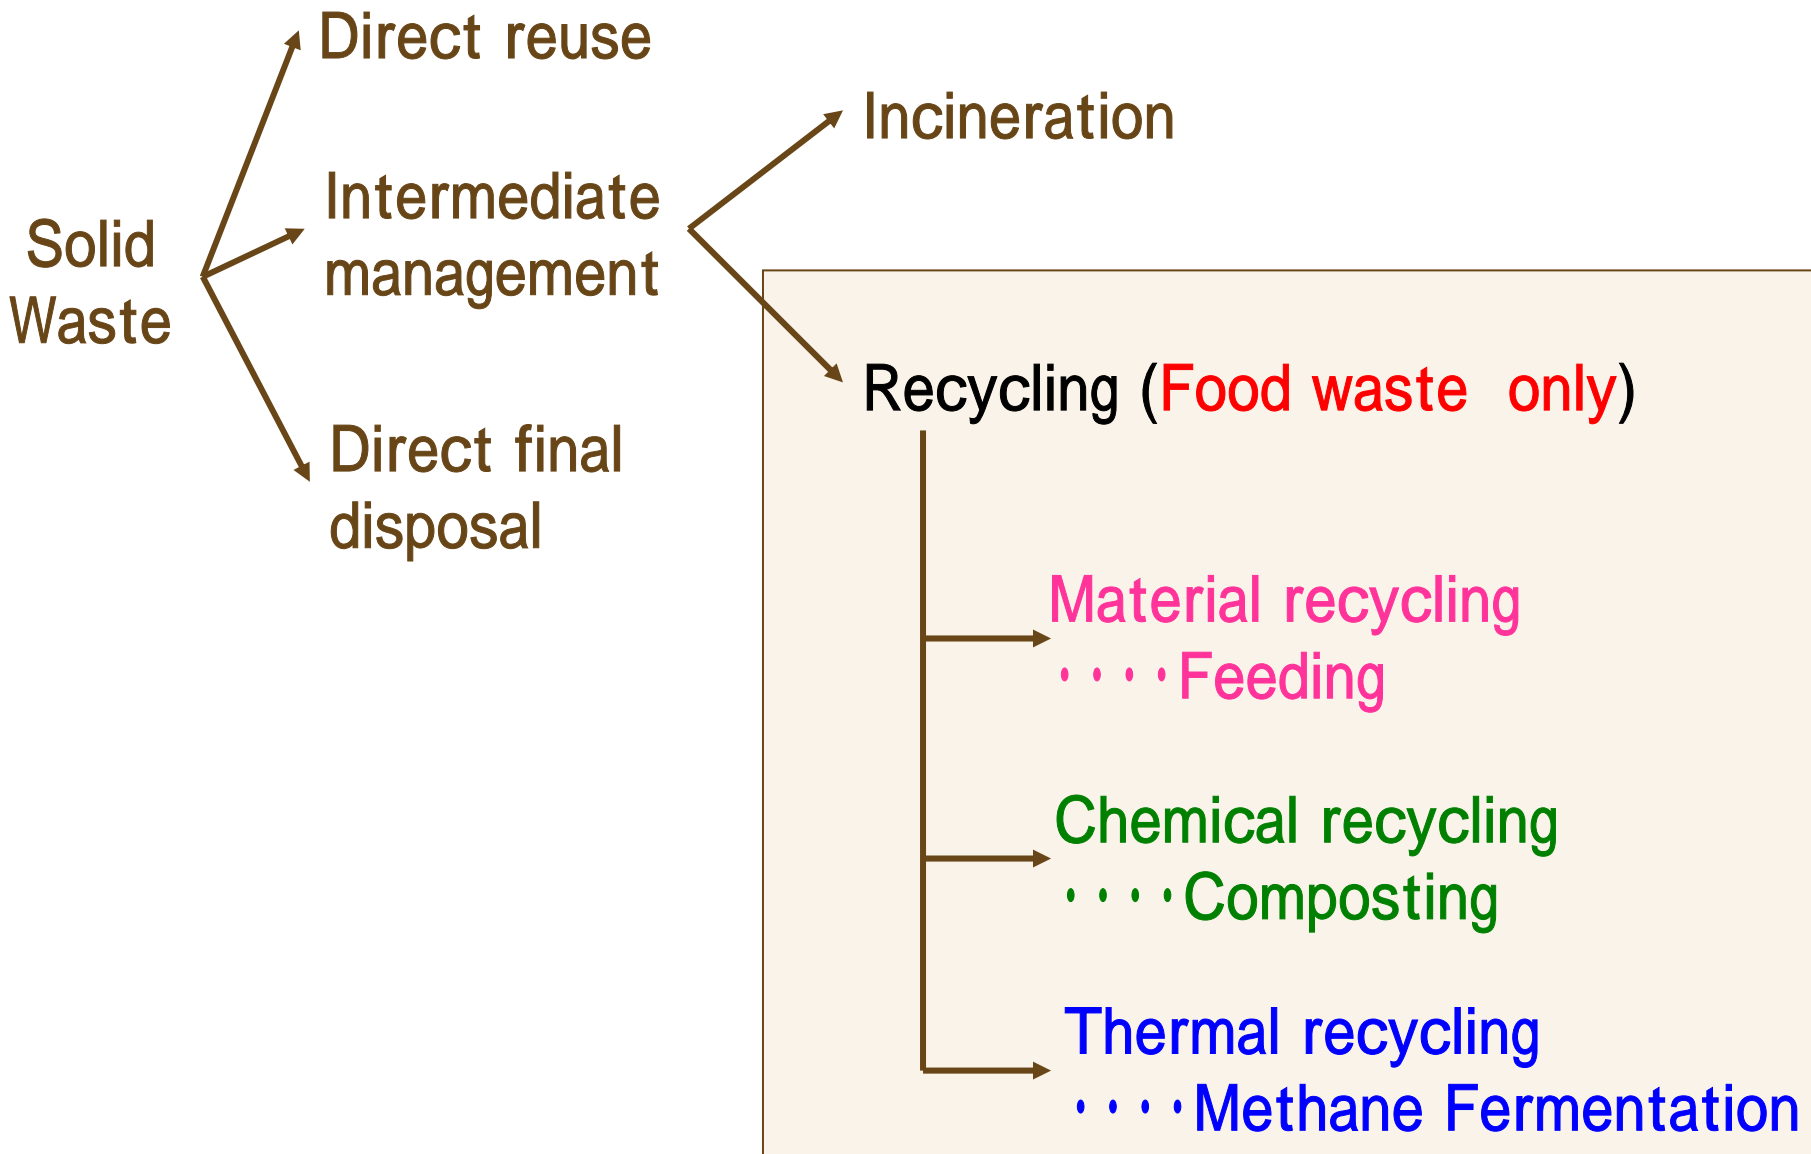 Direct reuse
Incineration
Intermediate
management
Solid
Waste
Recycling (Food waste only)
Direct final
disposal
Material recycling
····Feeding
Chemical recycling
····Composting
Thermal recycling
····Methane Fermentation